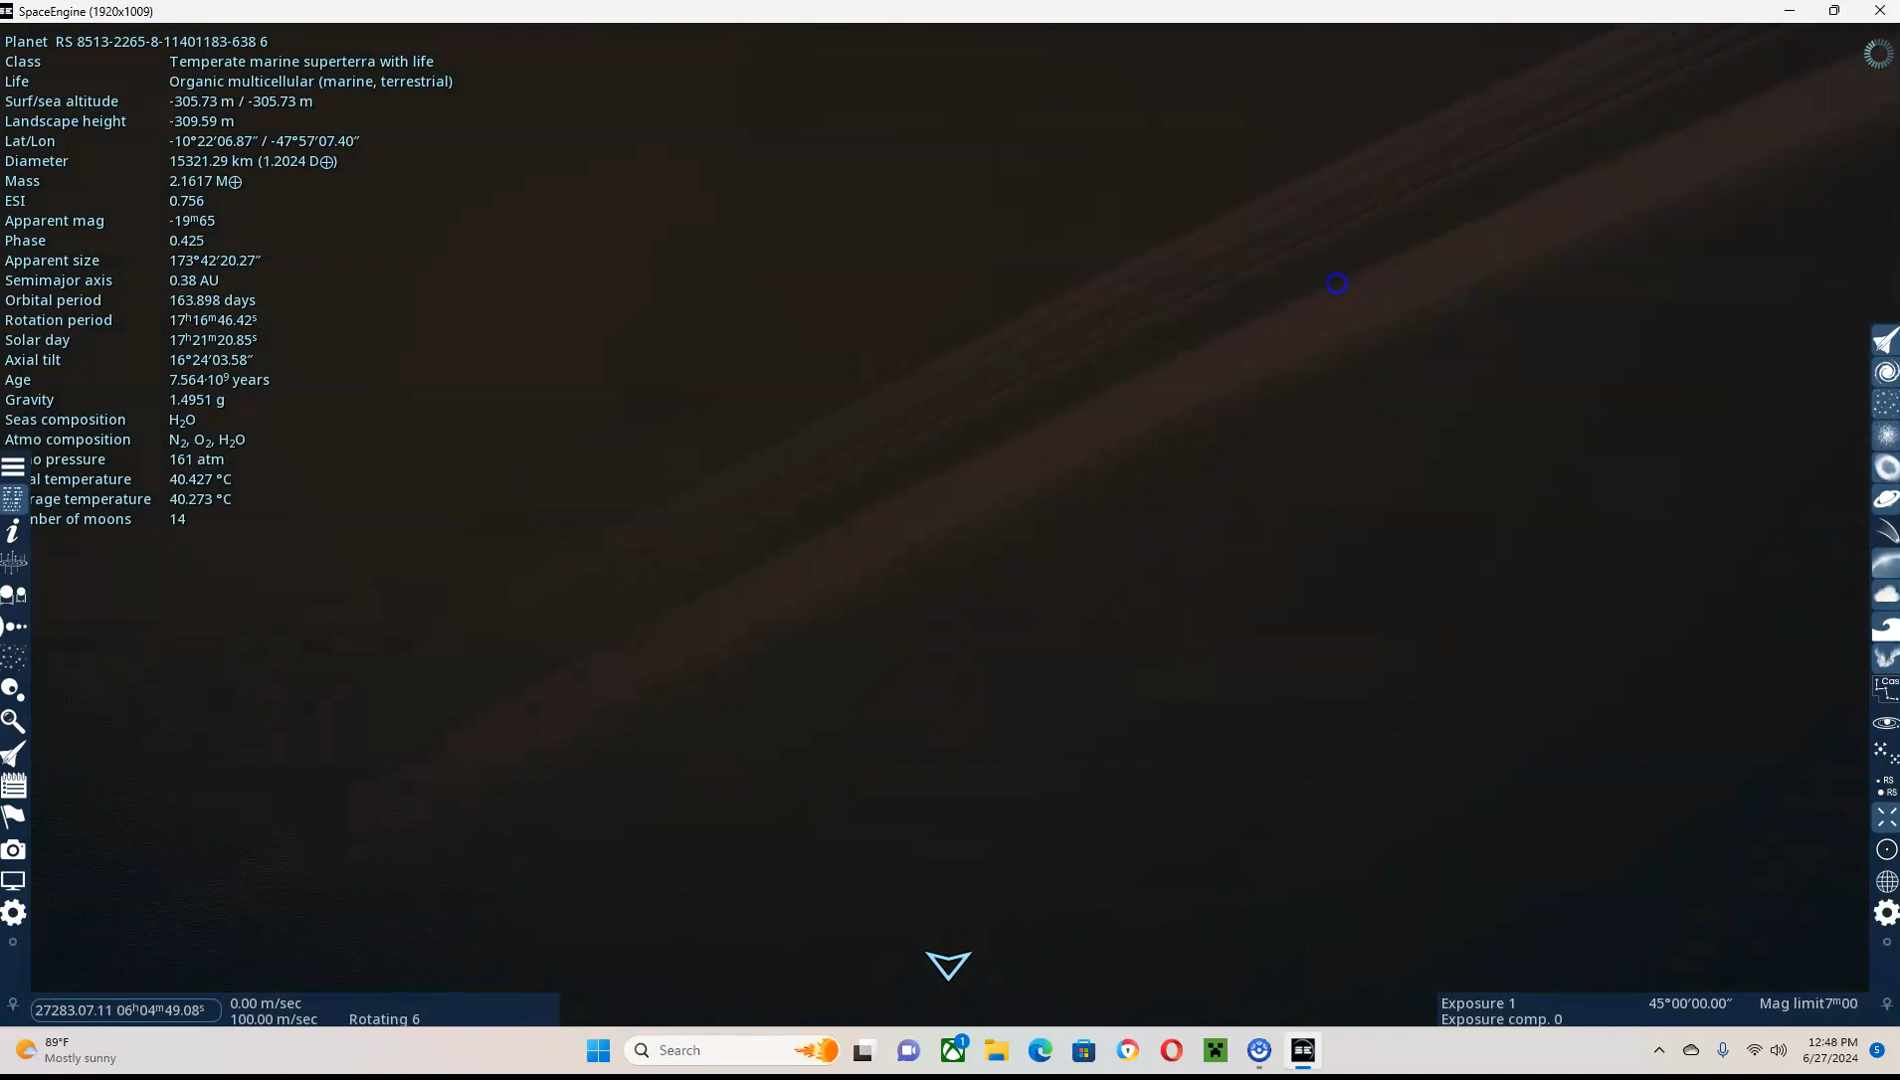 SpaceEngine (1920x1009)
Planet RS 8513-2265-8-11401183-638 6
Class Temperate marine superterra with life
Life Organic multicellular (marine, terrestrial)
Surf/sea altitude -305.73 m / -305.73 m
Landscape height -309.59 m
Lat/Lon -10°22′06.87″ / -47°57′07.40″
Diameter 15321.29 km (1.2024 D⊕)
Mass 2.1617 M⊕
ESI 0.756
Apparent mag -19ᵐ65
Phase 0.425
Apparent size 173°42′20.27″
Semimajor axis 0.38 AU
Orbital period 163.898 days
Rotation period 17ʰ16ᵐ46.42ˢ
Solar day 17ʰ21ᵐ20.85ˢ
Axial tilt 16°24′03.58″
Age 7.564·10⁹ years
Gravity 1.4951 g
Seas composition H₂O
Atmo composition N₂, O₂, H₂O
o pressure 161 atm
al temperature 40.427 °C
rage temperature 40.273 °C
mber of moons 14
Cas
RS
RS
27283.07.11 06ʰ04ᵐ49.08ˢ
0.00 m/sec
100.00 m/sec Rotating 6
Exposure 1 45°00′00.00″ Mag limit7ᵐ00
Exposure comp. 0
89°F
Mostly sunny
Search
1
SE
12:48 PM
6/27/2024
5